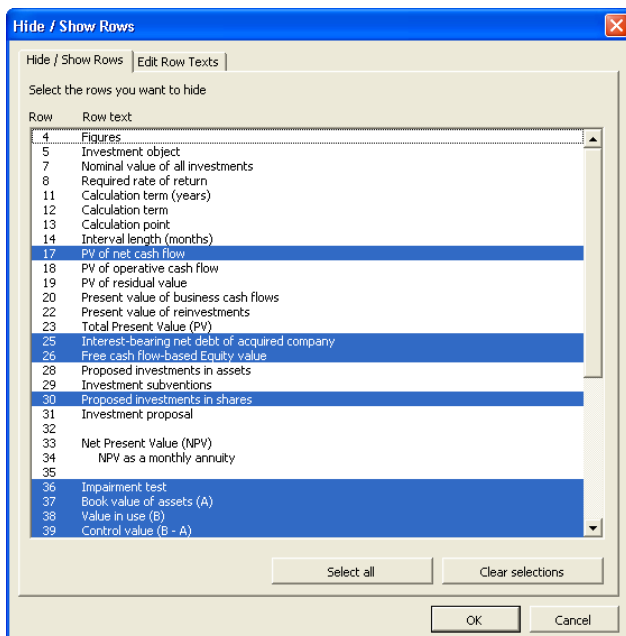 Hide / Show Rows
Hide / Show Rows Edit Row Texts
Select the rows you want to hide
Row Row text
4 Figures
5 Investment object
7 Nominal value of all investments
8 Required rate of return
11 Calculation term (years)
12 Calculation term
13 Calculation point
14 Interval length (months)
17 PV of net cash flow
18 PV of operative cash flow
19 PV of residual value
20 Present value of business cash flows
22 Present value of reinvestments
23 Total Present Value (PV)
25 Interest-bearing net debt of acquired company
26 Free cash flow-based Equity value
28 Proposed investments in assets
29 Investment subventions
30 Proposed investments in shares
31 Investment proposal
32
33 Net Present Value (NPV)
34 NPV as a monthly annuity
35
36 Impairment test
37 Book value of assets (A)
38 Value in use (B)
39 Control value (B - A)
Select all Clear selections
OK Cancel